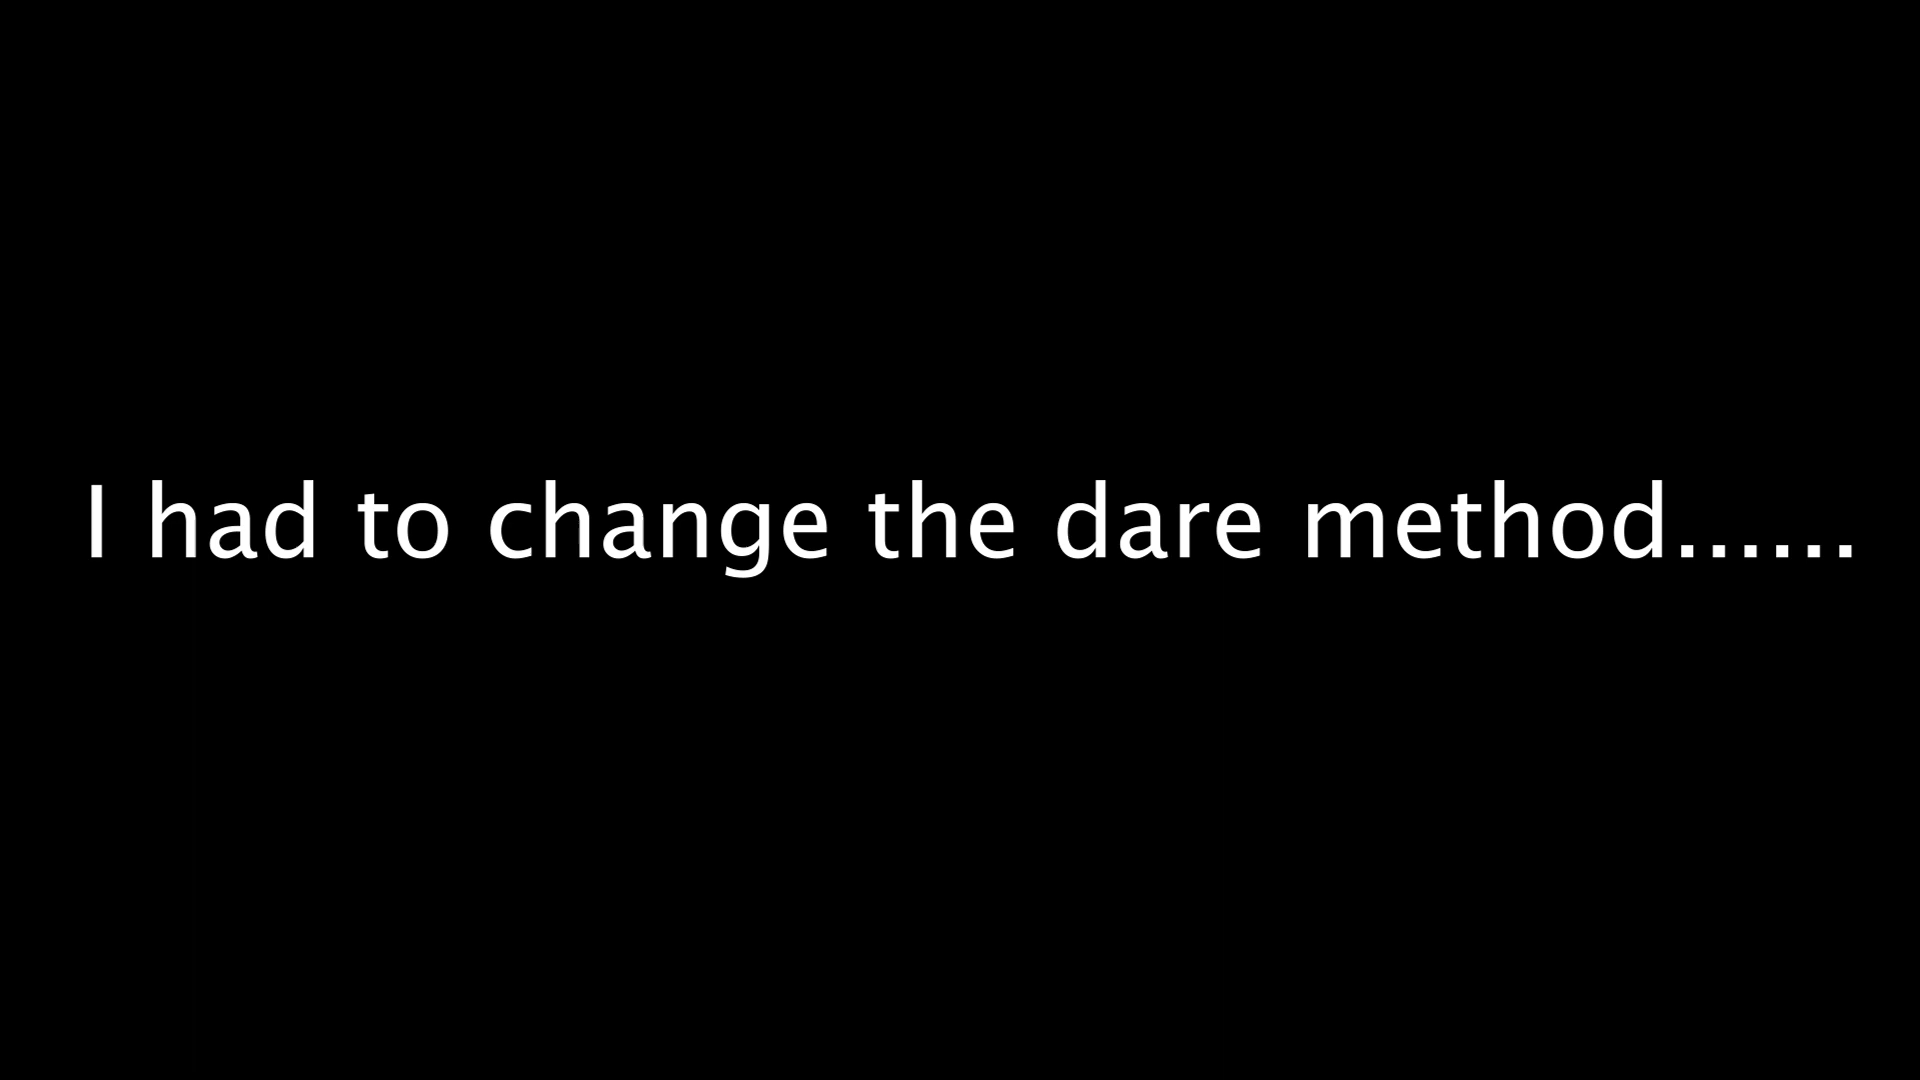 I had to change the dare method......